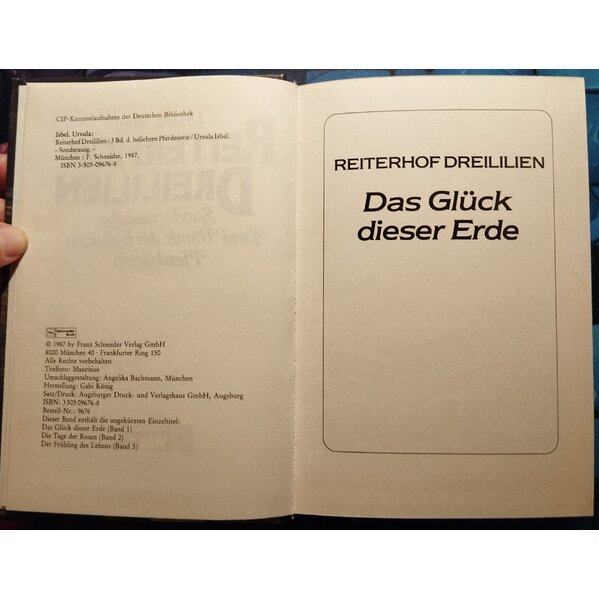 CIP-Kurztitelaufnahme der Deutschen Bibliothek
Isbel, Ursula:
Reiterhof Dreililien : 3 Bd. d. beliebten Pferdeserie / Ursula Isbel.
– Sonderausg. –
München : F. Schneider, 1987.
ISBN 3-505-09676-8
Schneider
Buch
© 1987 by Franz Schneider Verlag GmbH
8000 München 40 · Frankfurter Ring 150
Alle Rechte vorbehalten
Titelfoto: Mauritius
Umschlaggestaltung: Angelika Bachmann, München
Herstellung: Gabi König
Satz/Druck: Augsburger Druck- und Verlagshaus GmbH, Augsburg
ISBN: 3 505 09676-8
Bestell-Nr.: 9676
Dieser Band enthält die ungekürzten Einzeltitel:
Das Glück dieser Erde (Band 1)
Die Tage der Rosen (Band 2)
Der Frühling des Lebens (Band 3)
REITERHOF DREILILIEN
Das Glück
dieser Erde